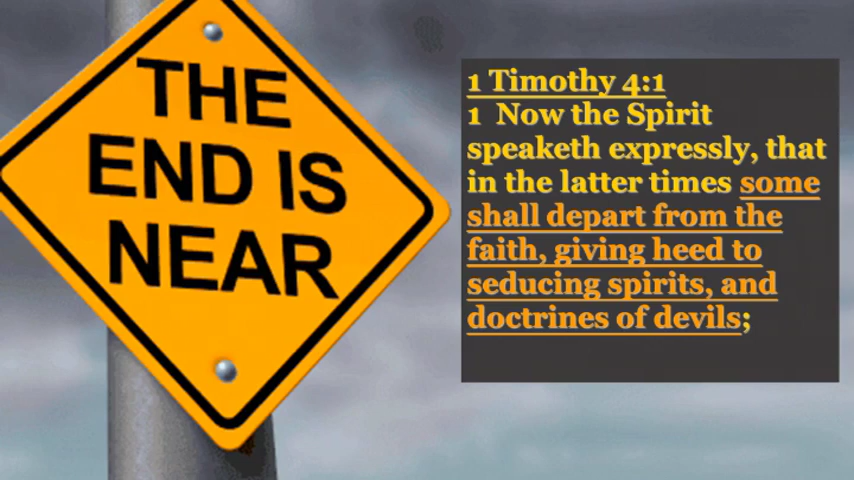 THE
END IS
NEAR
1 Timothy 4:1
1 Now the Spirit
speaketh expressly, that
in the latter times some
shall depart from the
faith, giving heed to
seducing spirits, and
doctrines of devils;